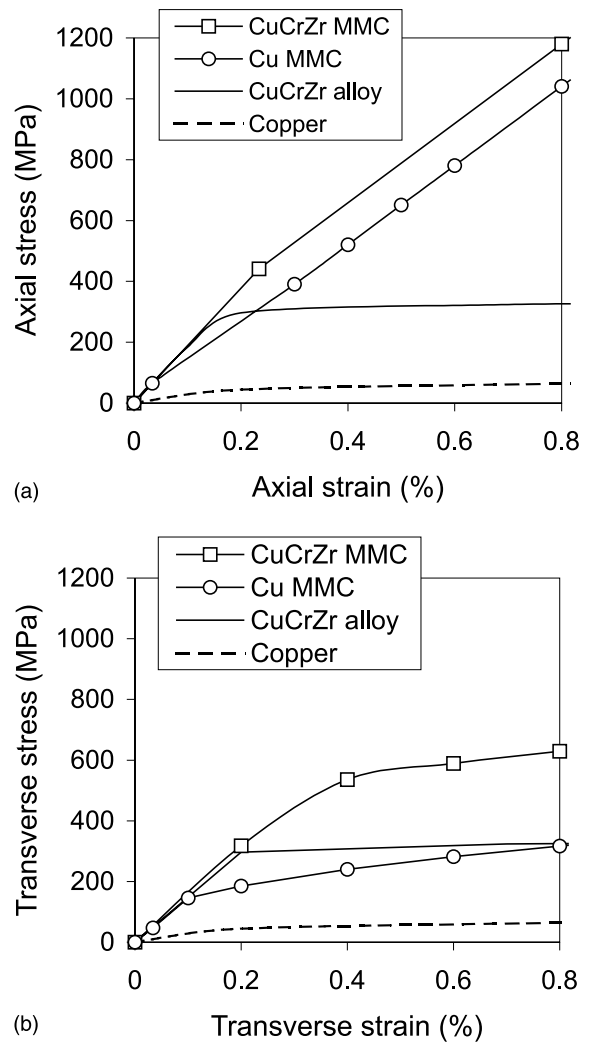 CuCrZr MMC
Cu MMC
CuCrZr alloy
Copper
Axial stress (MPa)
1200
1000
800
600
400
200
0
0 0.2 0.4 0.6 0.8
Axial strain (%)
(a)
CuCrZr MMC
Cu MMC
CuCrZr alloy
Copper
Transverse stress (MPa)
1200
1000
800
600
400
200
0
0 0.2 0.4 0.6 0.8
Transverse strain (%)
(b)